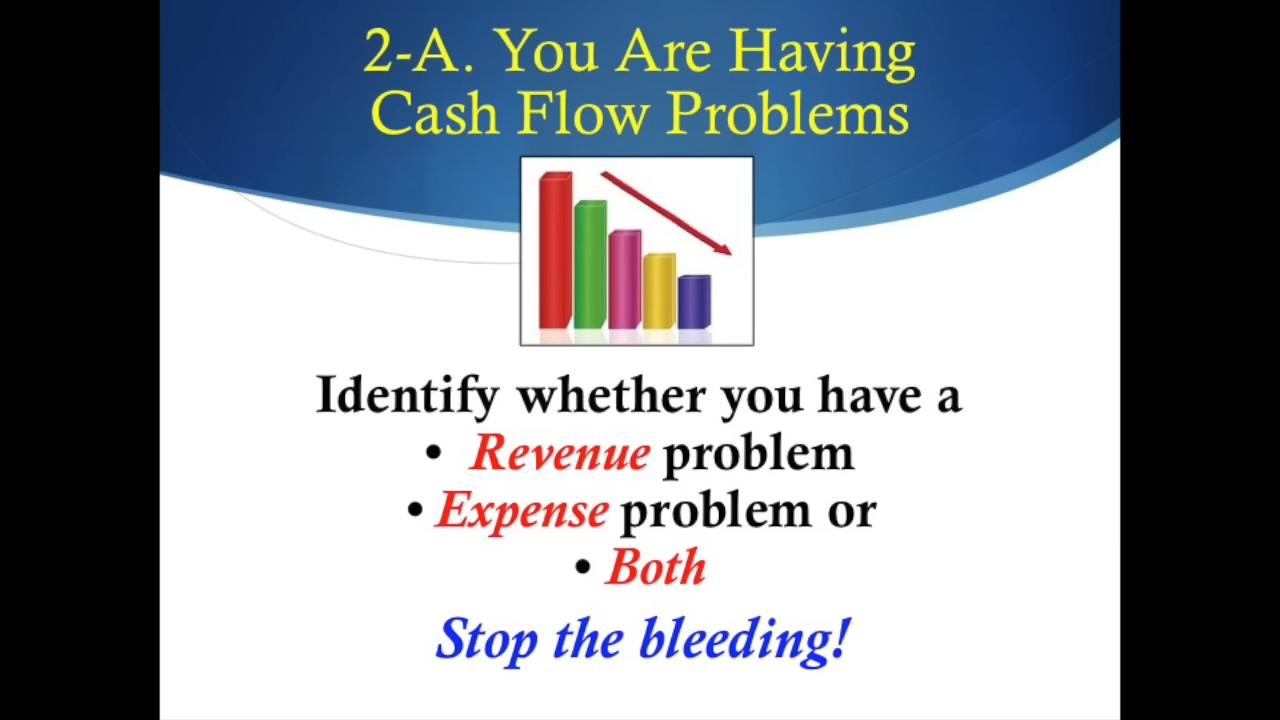 2-A. You Are Having
Cash Flow Problems
Identify whether you have a
• Revenue problem
• Expense problem or
• Both
Stop the bleeding!